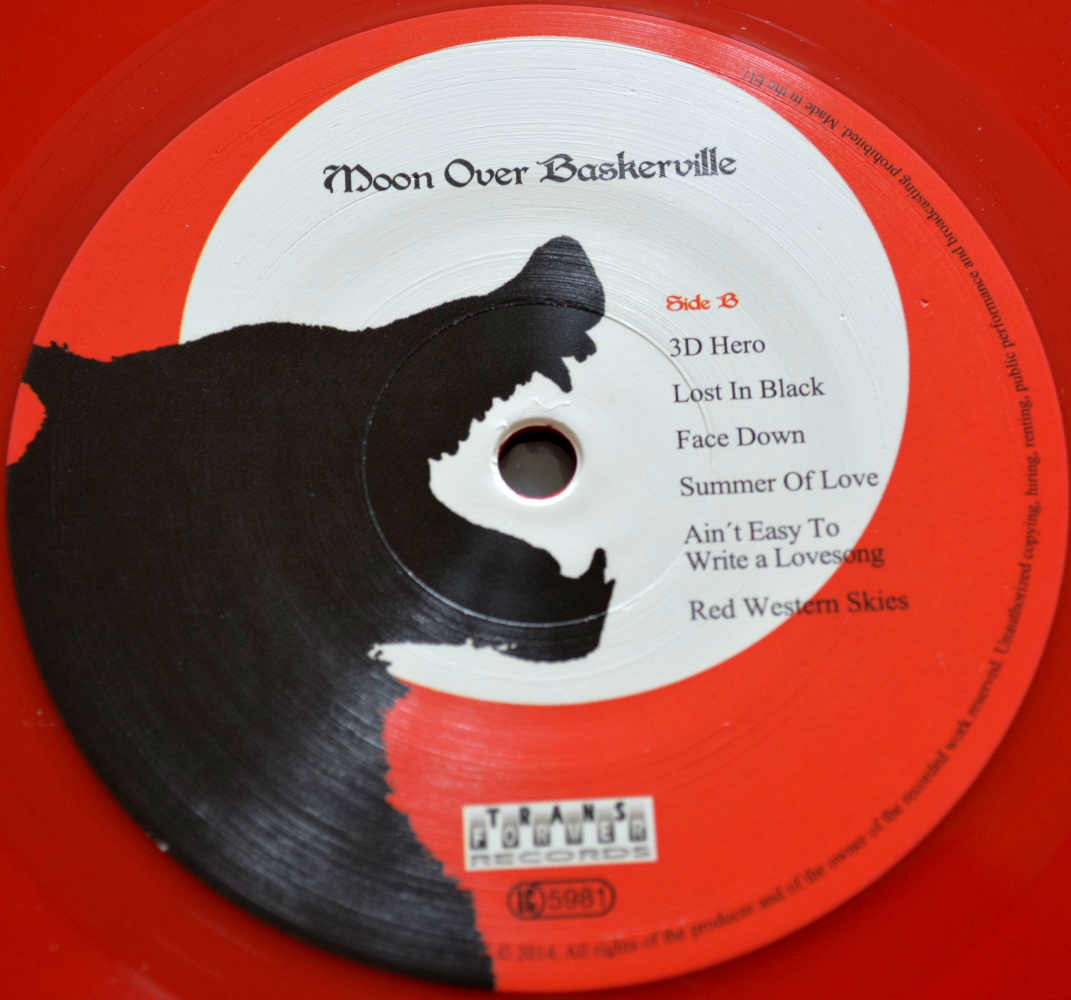 Moon Over Baskerville
Side B
3D Hero
Lost In Black
Face Down
Summer Of Love
Ain´t Easy To
Write a Lovesong
Red Western Skies
TRANS
FORMER
RECORDS
LC 5981
© 2014. All rights of the producer and of the owner of the recorded work reserved. Unauthorized copying, hiring, renting, public performance and broadcasting prohibited. Made in the EU